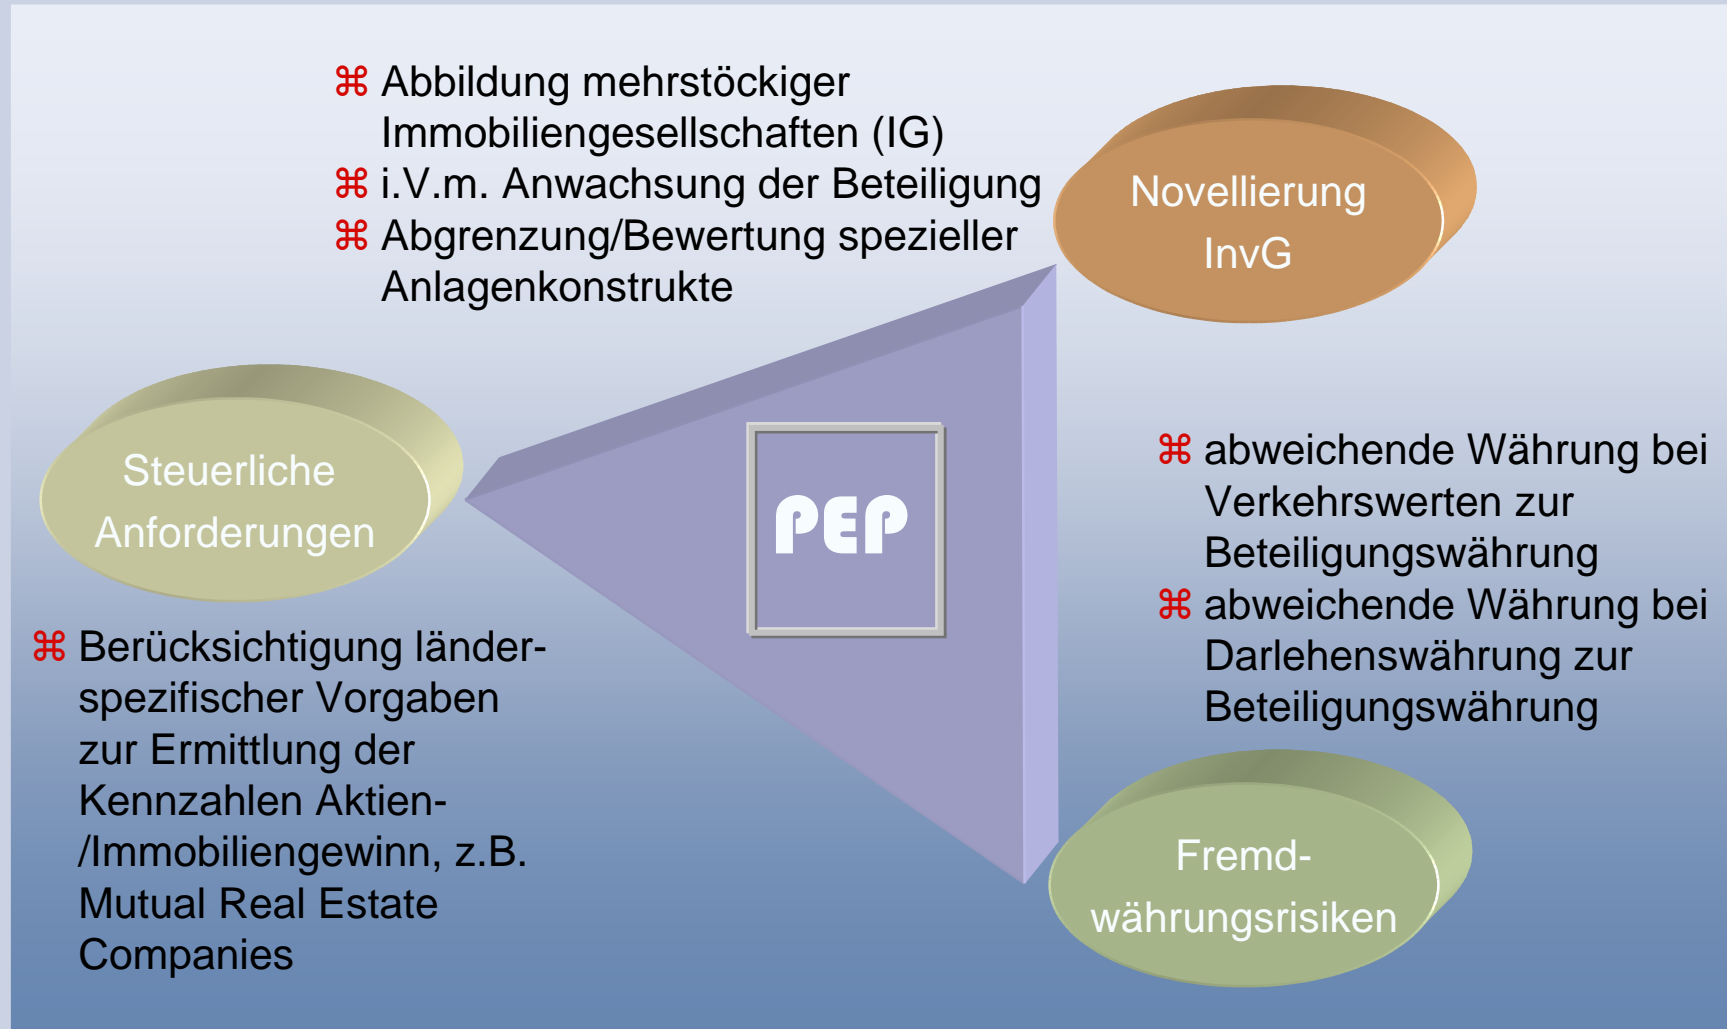 ⌘ Abbildung mehrstöckiger
Immobiliengesellschaften (IG)
⌘ i.V.m. Anwachsung der Beteiligung
⌘ Abgrenzung/Bewertung spezieller
Anlagenkonstrukte
Novellierung
InvG
Steuerliche
Anforderungen
PEP
⌘ abweichende Währung bei
Verkehrswerten zur
Beteiligungswährung
⌘ abweichende Währung bei
Darlehenswährung zur
Beteiligungswährung
⌘ Berücksichtigung länder-
spezifischer Vorgaben
zur Ermittlung der
Kennzahlen Aktien-
/Immobiliengewinn, z.B.
Mutual Real Estate
Companies
Fremd-
währungsrisiken